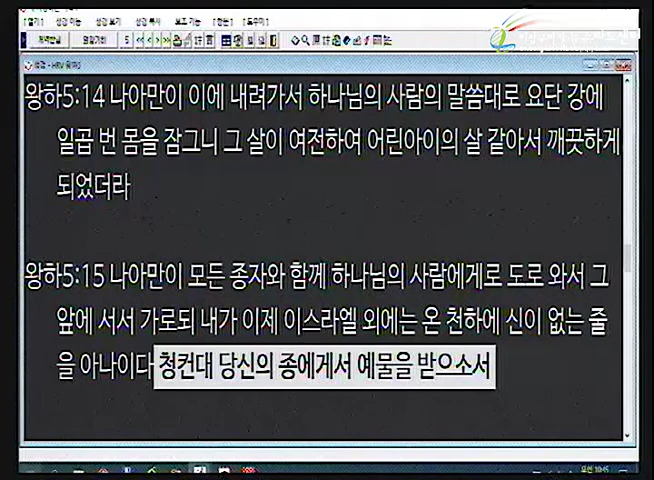 왕하5:14 나아만이 이에 내려가서 하나님의 사람의 말씀대로 요단 강에
일곱 번 몸을 잠그니 그 살이 여전하여 어린아이의 살 같아서 깨끗하게
되었더라
왕하5:15 나아만이 모든 종자와 함께 하나님의 사람에게로 도로 와서 그
앞에 서서 가로되 내가 이제 이스라엘 외에는 온 천하에 신이 없는 줄
을 아나이다 청컨대 당신의 종에게서 예물을 받으소서